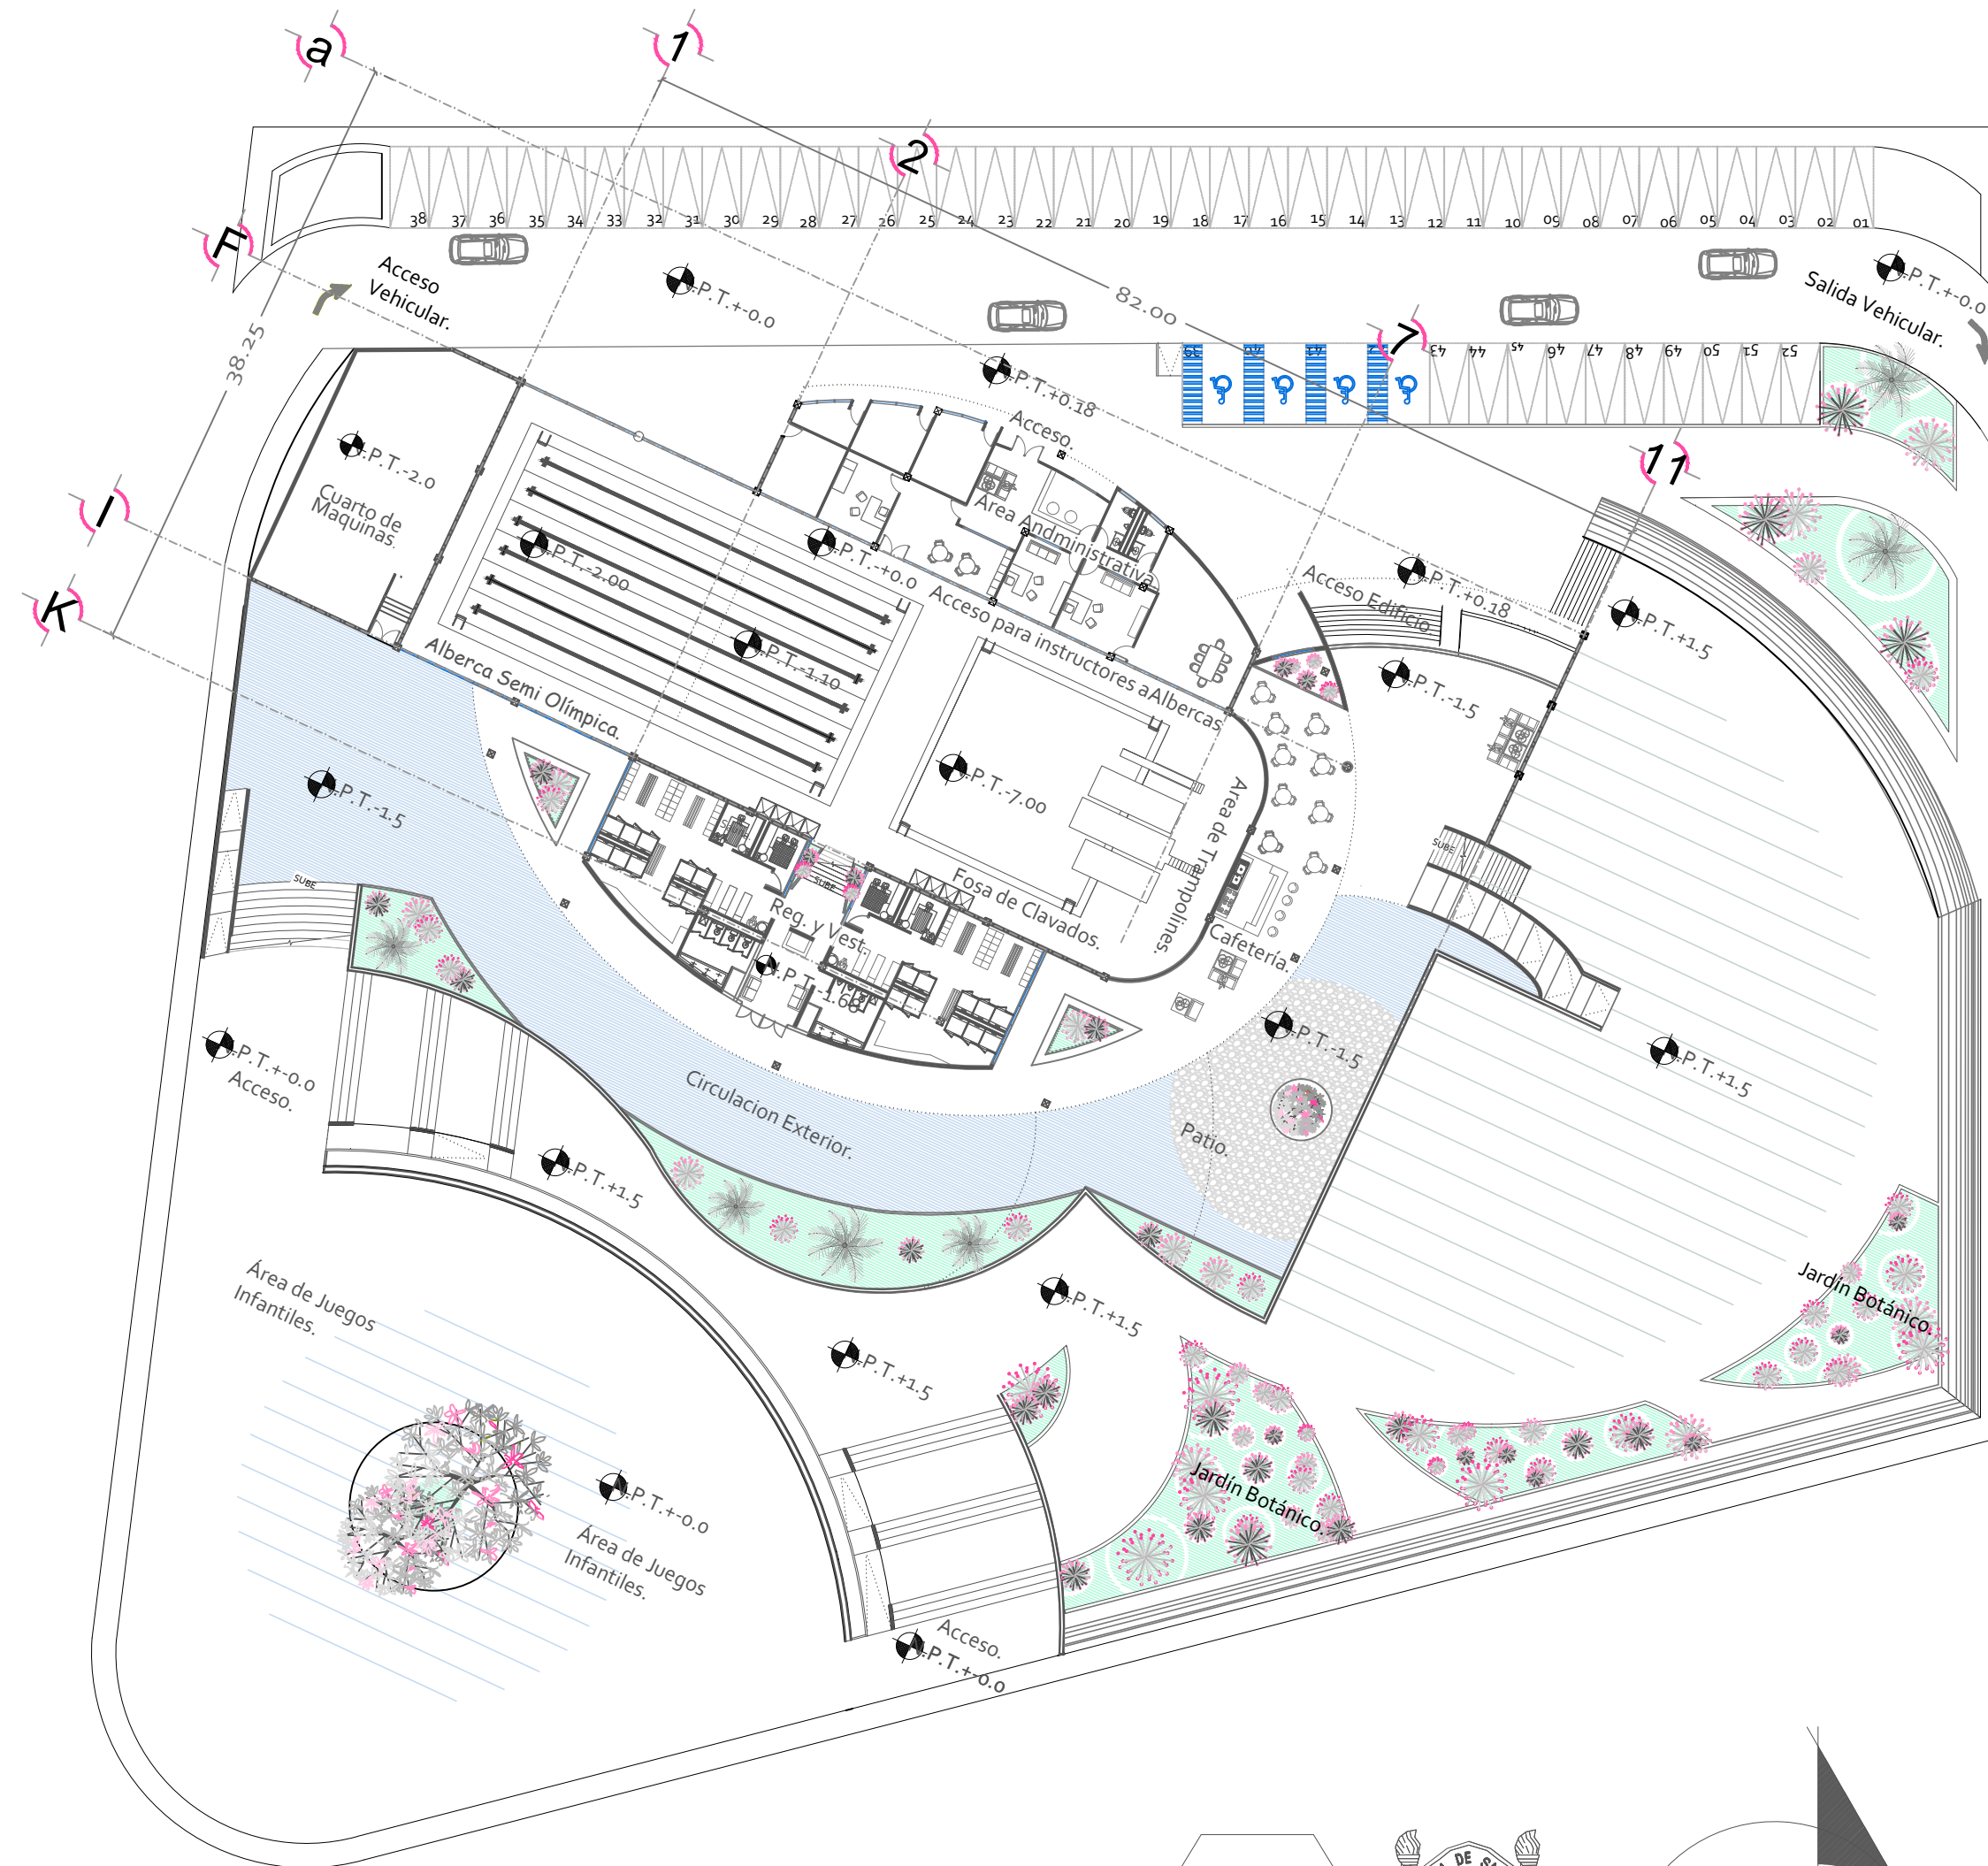 a
1
2
F
7
11
I
K
38.25
82.00
38 37 36 35 34 33 32 31 30 29 28 27 26 25 24 23 22 21 20 19 18 17 16 15 14 13 12 11 10 09 08 07 06 05 04 03 02 01
Acceso
Vehicular.
.P.T.+-0.0
Salida Vehicular.
.P.T.+-0.0
43 44 45 46 47 48 49 50 51 52
.P.T.+0.18
Acceso.
.P.T.-2.0
Cuarto de
Maquinas.
.P.T.-2.00
.P.T.-+0.0
Area Andministrativa
Acceso para instructores aAlbercas
.P.T.-1.10
Alberca Semi Olímpica.
Acceso Edificio
.P.T.+0.18
.P.T.+1.5
.P.T.-1.5
.P.T.-7.00
Area de Trampolines.
Fosa de Clavados.
Cafetería.
SUBE
SUBE
SUBE
.P.T.-1.5
Reg. y Vest.
.P.T.-1.68
.P.T.-1.5
.P.T.+1.5
Patio.
Circulacion Exterior.
.P.T.+-0.0
Acceso.
.P.T.+1.5
Área de Juegos
Infantiles.
.P.T.+1.5
.P.T.+1.5
Jardín Botánico.
Jardín Botánico.
.P.T.+-0.0
Área de Juegos
Infantiles.
Acceso.
.P.T.+-0.0